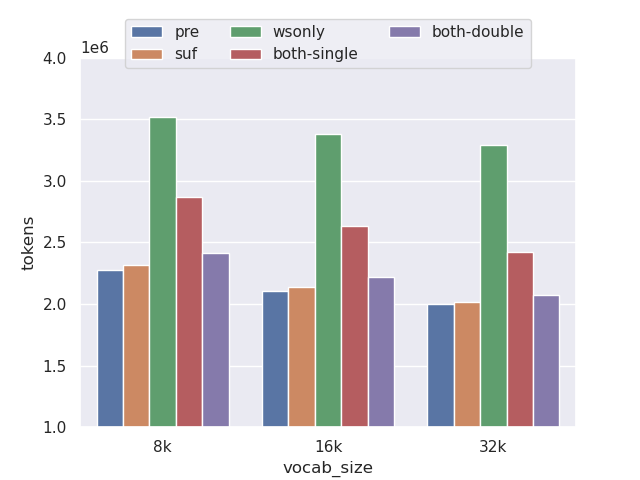 pre wsonly both-double
suf both-single
1e6
4.0
3.5
3.0
2.5
2.0
1.5
1.0
tokens
8k 16k 32k
vocab_size